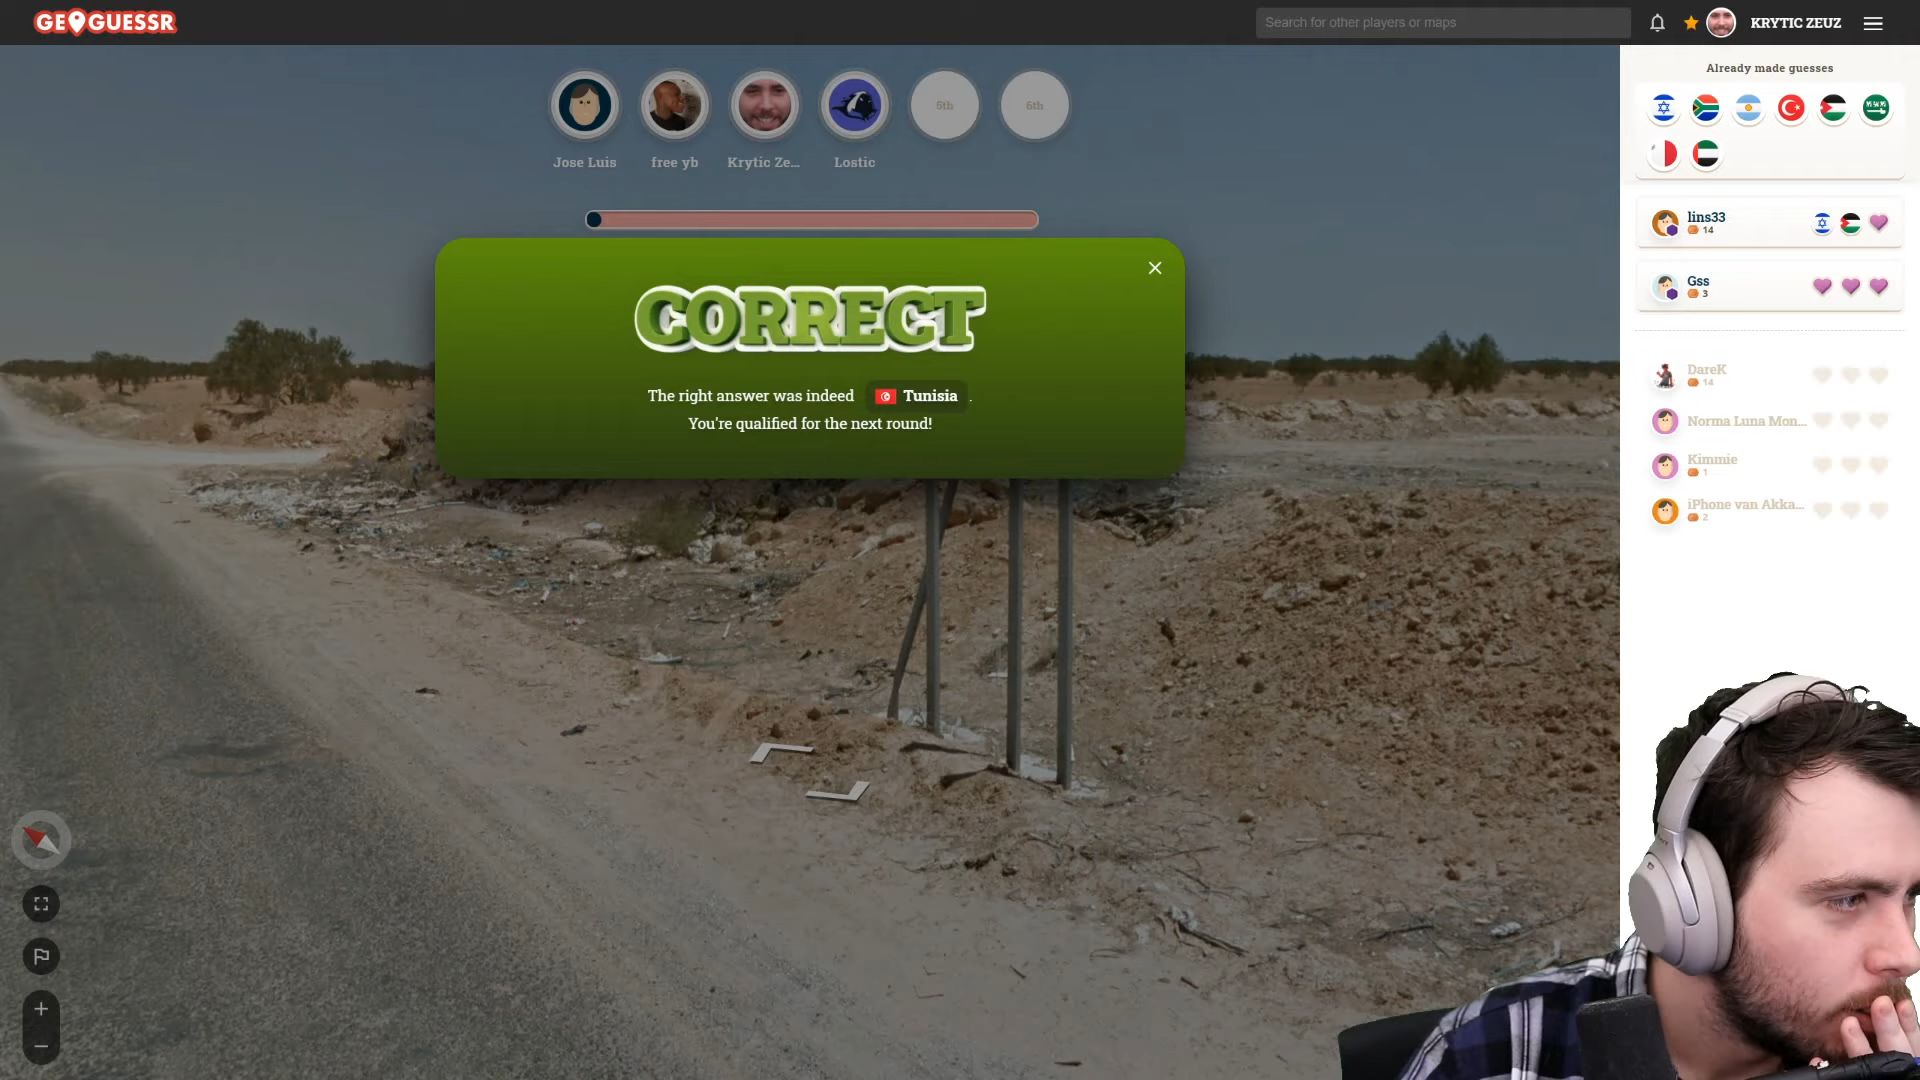 GEOGUESSR
Search for other players or maps
KRYTIC ZEUZ
Already made guesses
Jose Luis
free yb
Krytic Ze...
Lostic
5th
6th
lins33
14
Gss
3
CORRECT
The right answer was indeed Tunisia .
You're qualified for the next round!
DareK
14
Norma Luna Mon...
Kimmie
1
iPhone van Akka...
2